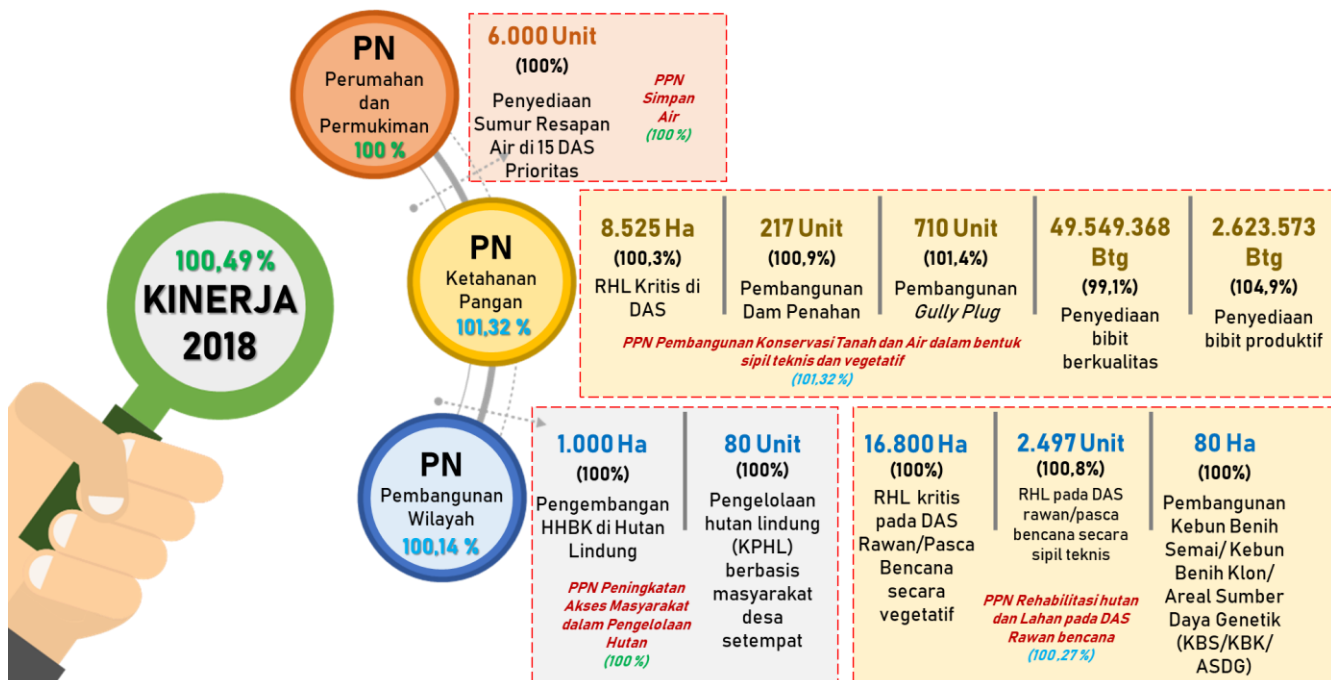 100,49 %
KINERJA
2018
PN
Perumahan
dan
Permukiman
100 %
6.000 Unit
(100%)
Penyediaan
Sumur Resapan
Air di 15 DAS
Prioritas
PPN
Simpan
Air
(100 %)
PN
Ketahanan
Pangan
101,32 %
8.525 Ha
(100,3%)
RHL Kritis di
DAS
217 Unit
(100,9%)
Pembangunan
Dam Penahan
710 Unit
(101,4%)
Pembangunan
Gully Plug
PPN Pembangunan Konservasi Tanah dan Air dalam bentuk
sipil teknis dan vegetatif
(101,32 %)
49.549.368
Btg
(99,1%)
Penyediaan
bibit
berkualitas
2.623.573
Btg
(104,9%)
Penyediaan
bibit produktif
PN
Pembangunan
Wilayah
100,14 %
1.000 Ha
(100%)
Pengembangan
HHBK di Hutan
Lindung
PPN Peningkatan
Akses Masyarakat
dalam Pengelolaan
Hutan
(100 %)
80 Unit
(100%)
Pengelolaan
hutan lindung
(KPHL)
berbasis
masyarakat
desa
setempat
16.800 Ha
(100%)
RHL kritis
pada DAS
Rawan/Pasca
Bencana
secara
vegetatif
2.497 Unit
(100,8%)
RHL pada DAS
rawan/pasca
bencana secara
sipil teknis
PPN Rehabilitasi hutan
dan Lahan pada DAS
Rawan bencana
(100,27 %)
80 Ha
(100%)
Pembangunan
Kebun Benih
Semai/ Kebun
Benih Klon/
Areal Sumber
Daya Genetik
(KBS/KBK/
ASDG)